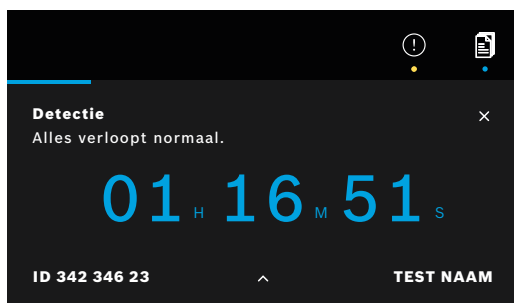 Detectie
Alles verloopt normaal.
01 H 16 M 51 S
ID 342 346 23
TEST NAAM